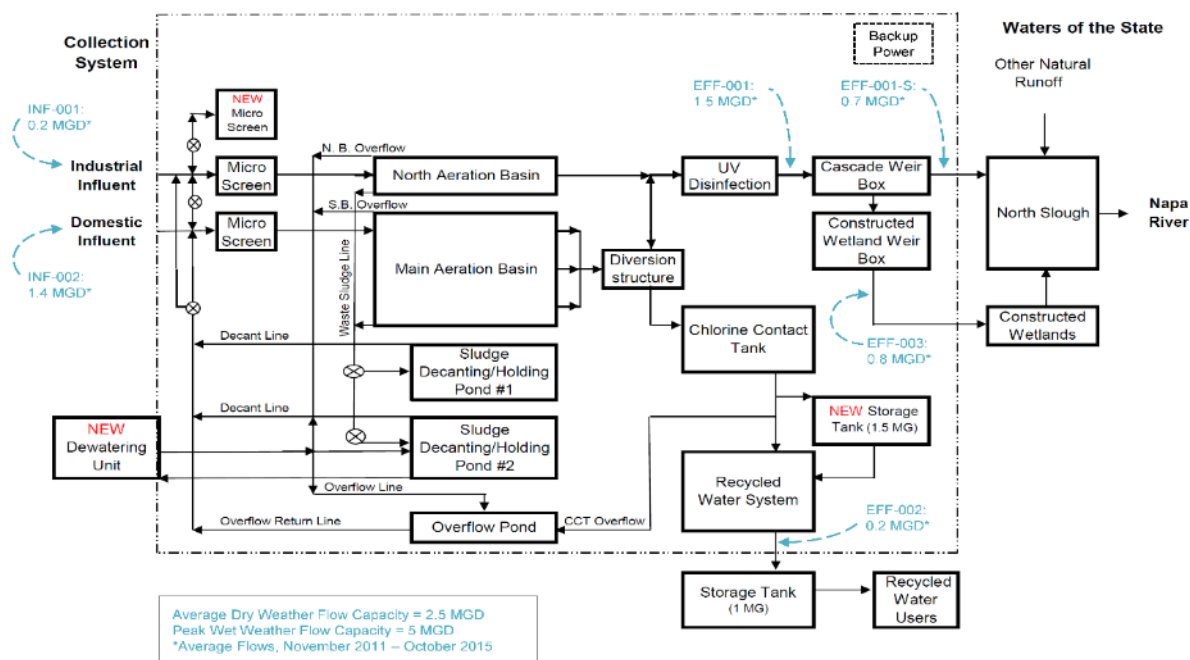 Collection
System
Backup
Power
Waters of the State
Other Natural
Runoff
INF-001:
0.2 MGD*
NEW
Micro
Screen
EFF-001:
1.5 MGD*
EFF-001-S:
0.7 MGD*
N. B. Overflow
Industrial
Influent
Micro
Screen
North Aeration Basin
UV
Disinfection
Cascade Weir
Box
North Slough
Napa
River
S.B. Overflow
Domestic
Influent
Micro
Screen
Main Aeration Basin
Diversion
structure
Constructed
Wetland Weir
Box
INF-002:
1.4 MGD*
Waste Sludge Line
Constructed
Wetlands
Chlorine Contact
Tank
EFF-003:
0.8 MGD*
Decant Line
Sludge
Decanting/Holding
Pond #1
Decant Line
NEW
Dewatering
Unit
Sludge
Decanting/Holding
Pond #2
NEW Storage
Tank (1.5 MG)
Recycled
Water System
Overflow Line
Overflow Return Line
Overflow Pond
CCT Overflow
EFF-002:
0.2 MGD*
Storage Tank
(1 MG)
Recycled
Water
Users
Average Dry Weather Flow Capacity = 2.5 MGD
Peak Wet Weather Flow Capacity = 5 MGD
*Average Flows, November 2011 – October 2015